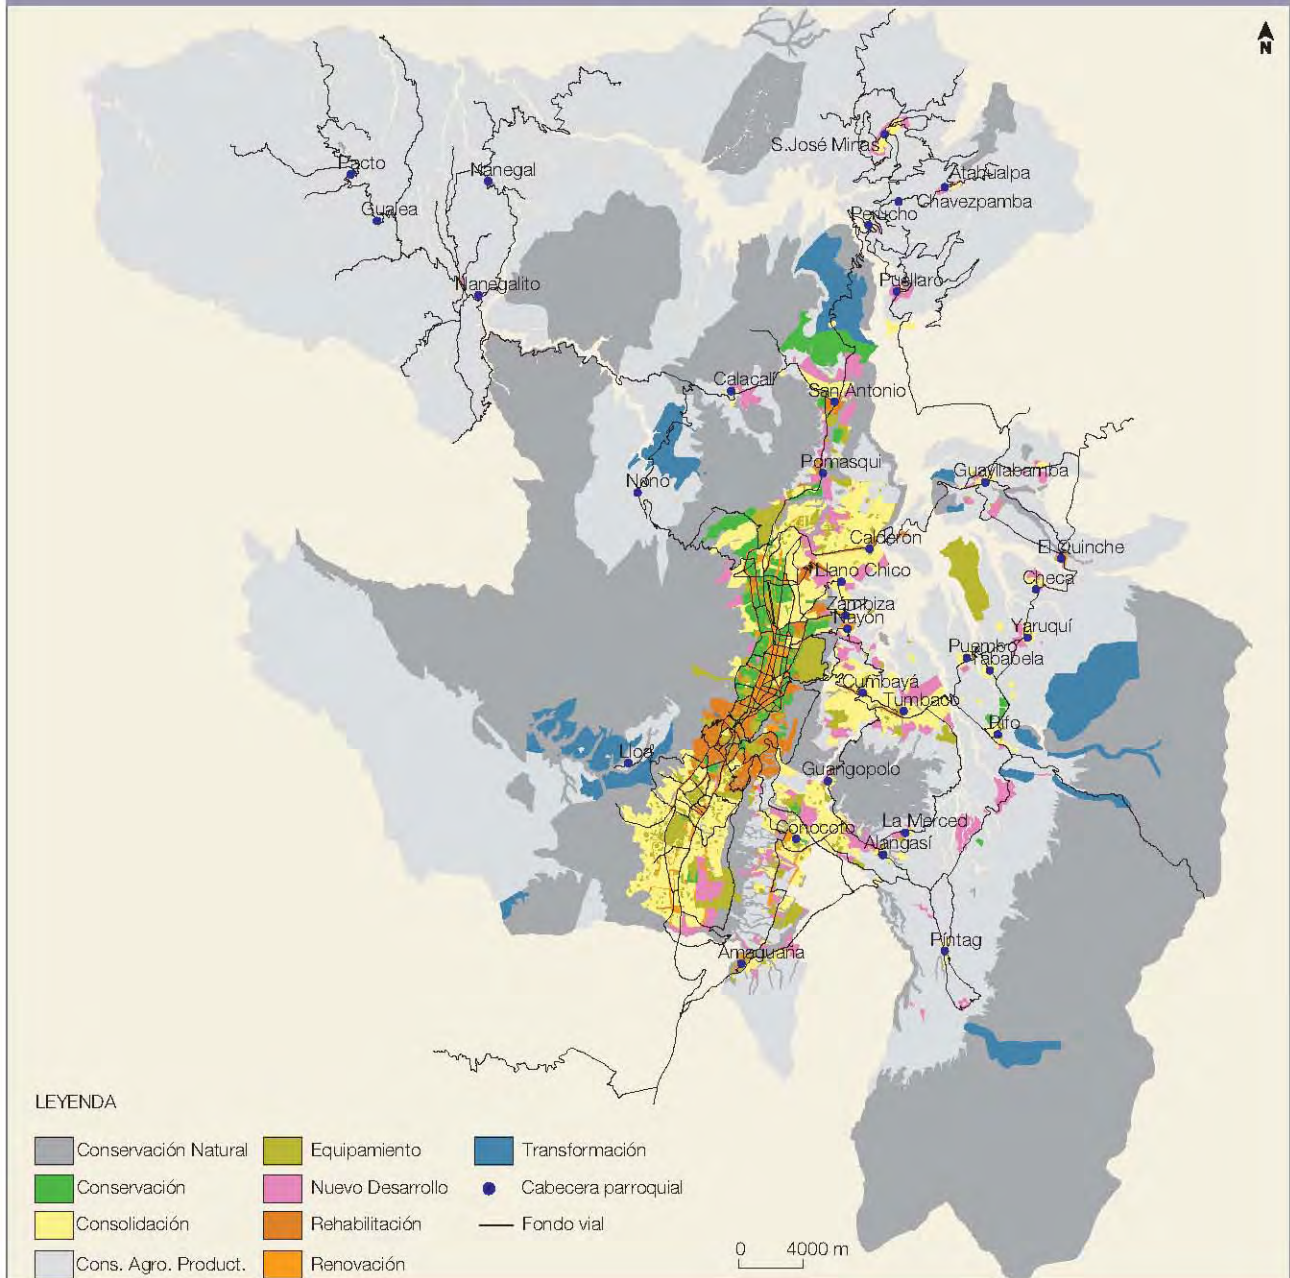 N
S.José Minas
Pacto
Nanegal
Atahualpa
Gualea
Chavezpamba
Perucho
Nanegalito
Puéllaro
Calacalí
San Antonio
Pomasqui
Guayllabamba
Nono
Calderón
El Quinche
Llano Chico
Checa
Zámbiza
Nayón
Yaruquí
Puembo
Tababela
Cumbayá
Tumbaco
Pifo
Lloa
Guangopolo
Conocoto
La Merced
Alangasí
Píntag
Amaguaña
LEYENDA
Conservación Natural
Equipamiento
Transformación
Conservación
Nuevo Desarrollo
Cabecera parroquial
Consolidación
Rehabilitación
Fondo vial
Cons. Agro. Product.
Renovación
0 4000 m